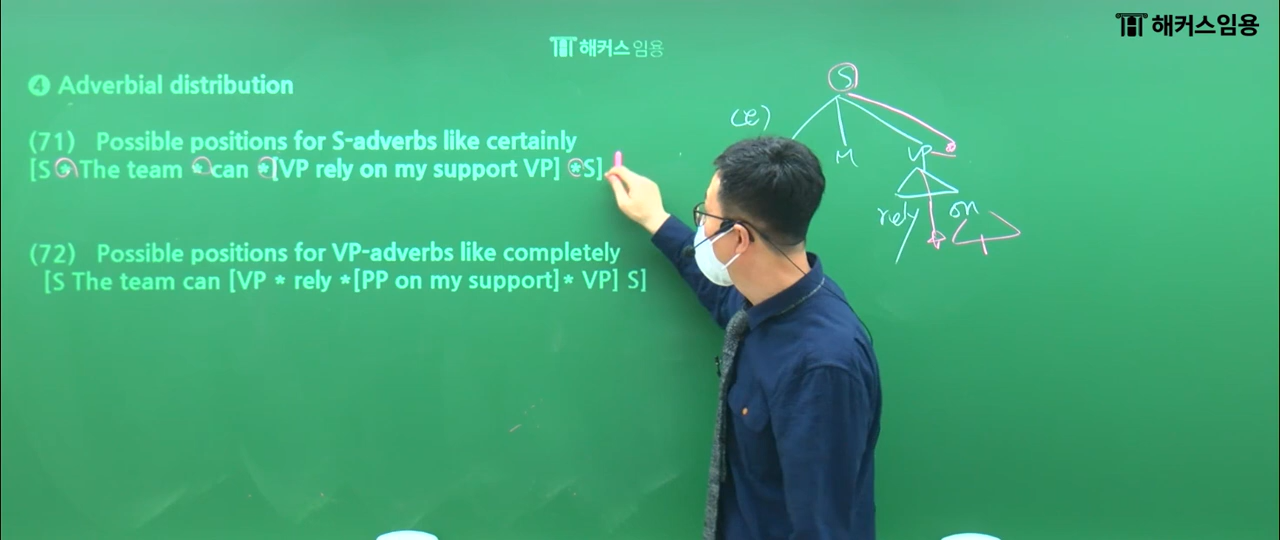 해커스임용
해커스임용
❹ Adverbial distribution
(71) Possible positions for S-adverbs like certainly
[S * The team * can * [VP rely on my support VP] *S]
(72) Possible positions for VP-adverbs like completely
[S The team can [VP * rely *[PP on my support]* VP] S]
S
M
VP
rely on